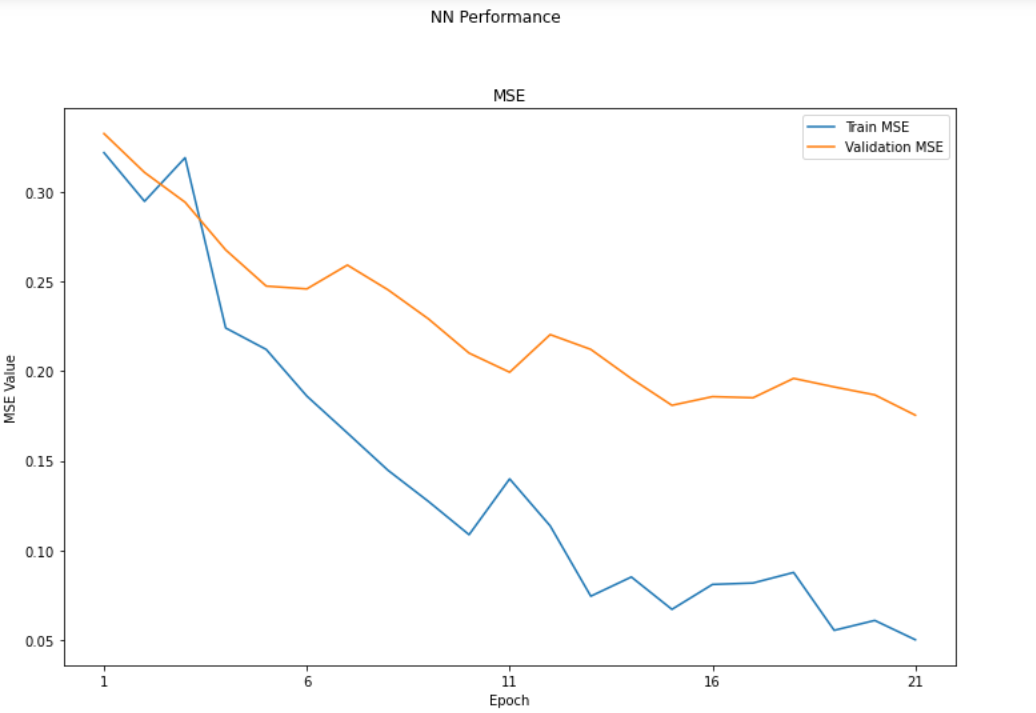 NN Performance
MSE
Train MSE
Validation MSE
MSE Value
0.30
0.25
0.20
0.15
0.10
0.05
1 6 11 16 21
Epoch